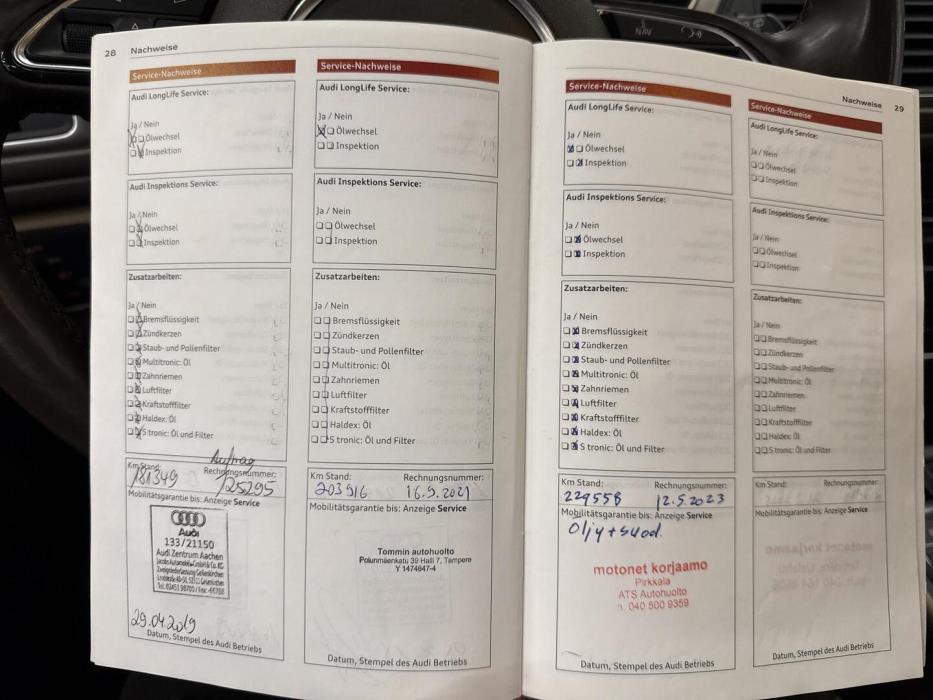 28 Nachweise
Service-Nachweise
Audi LongLife Service:
Ja / Nein
Ölwechsel
Inspektion
Audi Inspektions Service:
Ja / Nein
Ölwechsel
Inspektion
Zusatzarbeiten:
Ja / Nein
Bremsflüssigkeit
Zündkerzen
Staub- und Pollenfilter
Multitronic: Öl
Zahnriemen
Luftfilter
Kraftstofffilter
Haldex: Öl
S tronic: Öl und Filter
Auftrag
Km Stand: Rechnungsnummer:
181349 125295
Mobilitätsgarantie bis: Anzeige Service
Audi
133/21150
Audi Zentrum Aachen
29.04.2019
Datum, Stempel des Audi Betriebs
Service-Nachweise
Audi LongLife Service:
Ja / Nein
Ölwechsel
Inspektion
Audi Inspektions Service:
Ja / Nein
Ölwechsel
Inspektion
Zusatzarbeiten:
Ja / Nein
Bremsflüssigkeit
Zündkerzen
Staub- und Pollenfilter
Multitronic: Öl
Zahnriemen
Luftfilter
Kraftstofffilter
Haldex: Öl
S tronic: Öl und Filter
Km Stand: Rechnungsnummer:
203916 16.9.2021
Mobilitätsgarantie bis: Anzeige Service
Tommin autohuolto
Polunmäenkatu 39 Halli 7, Tampere
Y 1474847-4
Datum, Stempel des Audi Betriebs
Nachweise 29
Service-Nachweise
Audi LongLife Service:
Ja / Nein
Ölwechsel
Inspektion
Audi Inspektions Service:
Ja / Nein
Ölwechsel
Inspektion
Zusatzarbeiten:
Ja / Nein
Bremsflüssigkeit
Zündkerzen
Staub- und Pollenfilter
Multitronic: Öl
Zahnriemen
Luftfilter
Kraftstofffilter
Haldex: Öl
S tronic: Öl und Filter
Km Stand: Rechnungsnummer:
229558 12.5.2023
Mobilitätsgarantie bis: Anzeige Service
Öljy + suod.
motonet korjaamo
Pirkkala
ATS Autohuolto
n. 040 500 9359
Datum, Stempel des Audi Betriebs
Service-Nachweise
Audi LongLife Service:
Ja / Nein
Ölwechsel
Inspektion
Audi Inspektions Service:
Ja / Nein
Ölwechsel
Inspektion
Zusatzarbeiten:
Ja / Nein
Bremsflüssigkeit
Zündkerzen
Staub- und Pollenfilter
Multitronic: Öl
Zahnriemen
Luftfilter
Kraftstofffilter
Haldex: Öl
S tronic: Öl und Filter
Km Stand: Rechnungsnummer:
Mobilitätsgarantie bis: Anzeige Service
Datum, Stempel des Audi Betriebs
NAV